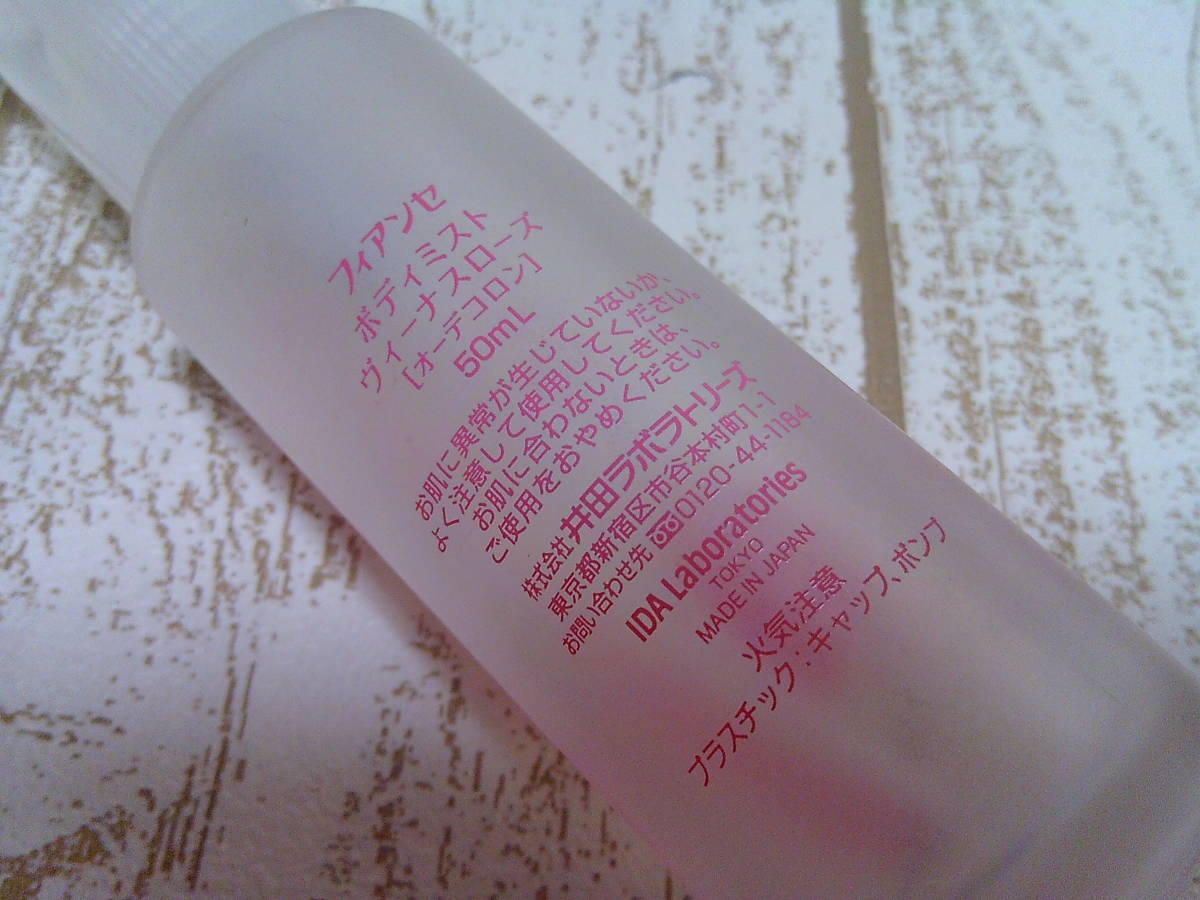 フィアンセ
ボディミスト
ヴィーナスローズ
[オーデコロン]
50mL
お肌に異常が生じていないか、
よく注意して使用してください。
お肌に合わないときは、
ご使用をおやめください。
株式会社 井田ラボラトリーズ
東京都新宿区市谷本村町1-1
お問い合わせ先 0120-44-1184
IDA Laboratories
TOKYO
MADE IN JAPAN
火気注意
プラスチック:キャップ、ポンプ